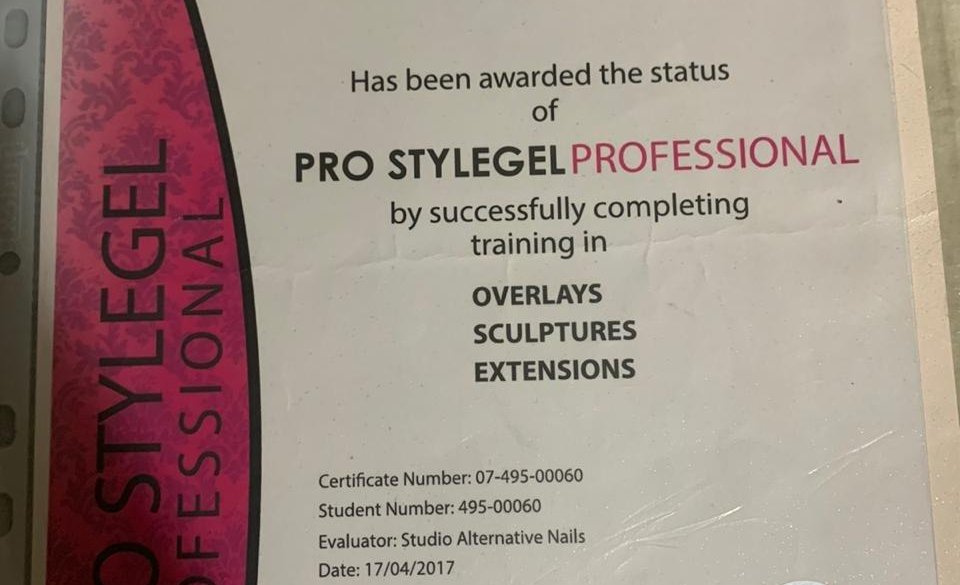 Has been awarded the status
of
PRO STYLEGEL PROFESSIONAL
by successfully completing
training in
OVERLAYS
SCULPTURES
EXTENSIONS
Certificate Number: 07-495-00060
Student Number: 495-00060
Evaluator: Studio Alternative Nails
Date: 17/04/2017
O STYLEGEL
OFESSIONAL